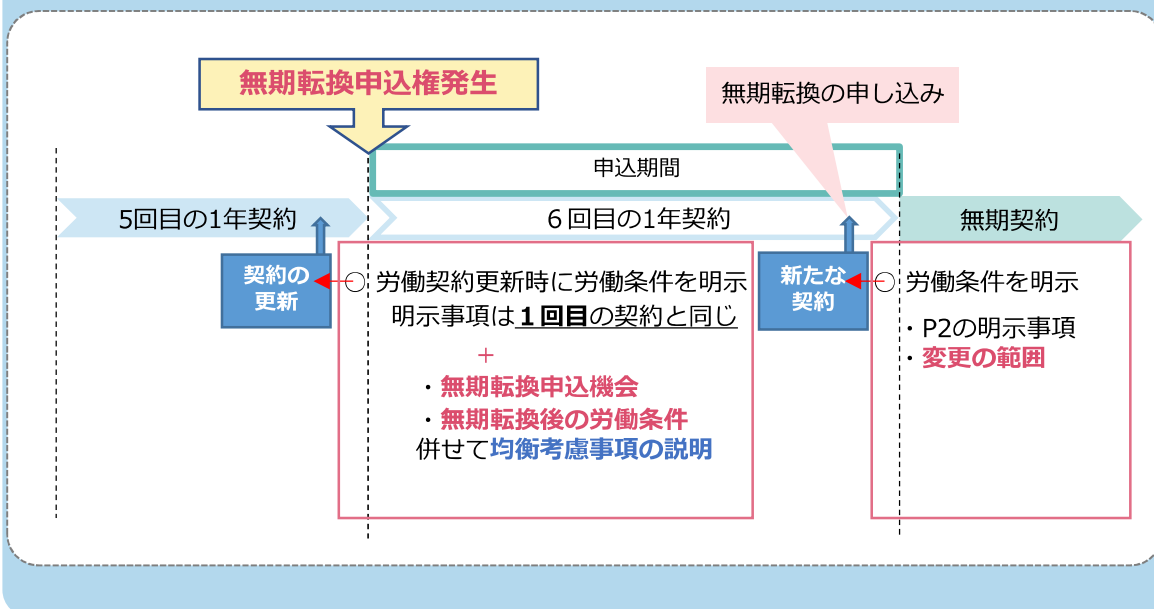 無期転換申込権発生
無期転換の申し込み
申込期間
5回目の1年契約
６回目の1年契約
無期契約
契約の
更新
○ 労働契約更新時に労働条件を明示
明示事項は１回目の契約と同じ
＋
・無期転換申込機会
・無期転換後の労働条件
併せて均衡考慮事項の説明
新たな
契約
○ 労働条件を明示
・P2の明示事項
・変更の範囲